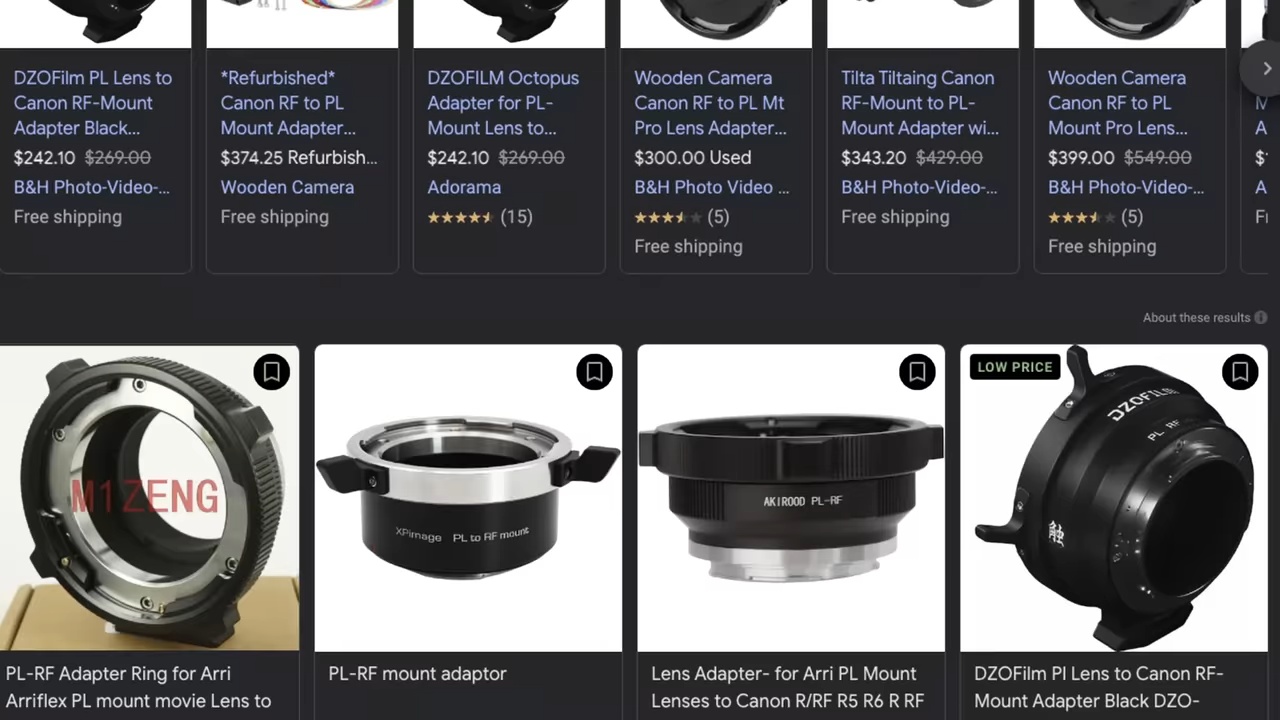 DZOFilm PL Lens to
Canon RF-Mount
Adapter Black...
$242.10 $269.00
B&H Photo-Video-...
Free shipping
*Refurbished*
Canon RF to PL
Mount Adapter...
$374.25 Refurbish...
Wooden Camera
Free shipping
DZOFILM Octopus
Adapter for PL-
Mount Lens to...
$242.10 $269.00
Adorama
(15)
Wooden Camera
Canon RF to PL Mt
Pro Lens Adapter...
$300.00 Used
B&H Photo Video ...
(5)
Free shipping
Tilta Tiltaing Canon
RF-Mount to PL-
Mount Adapter wi...
$343.20 $429.00
B&H Photo-Video-...
Free shipping
Wooden Camera
Canon RF to PL
Mount Pro Lens...
$399.00 $549.00
B&H Photo-Video-...
(5)
Free shipping
About these results
M1ZENG
PL-RF Adapter Ring for Arri
Arriflex PL mount movie Lens to
XPimage PL to RF mount
PL-RF mount adaptor
AKIROOD PL-RF
Lens Adapter- for Arri PL Mount
Lenses to Canon R/RF R5 R6 R RF
LOW PRICE
DZOFILM
PL RF
DZOFilm Pl Lens to Canon RF-
Mount Adapter Black DZO-